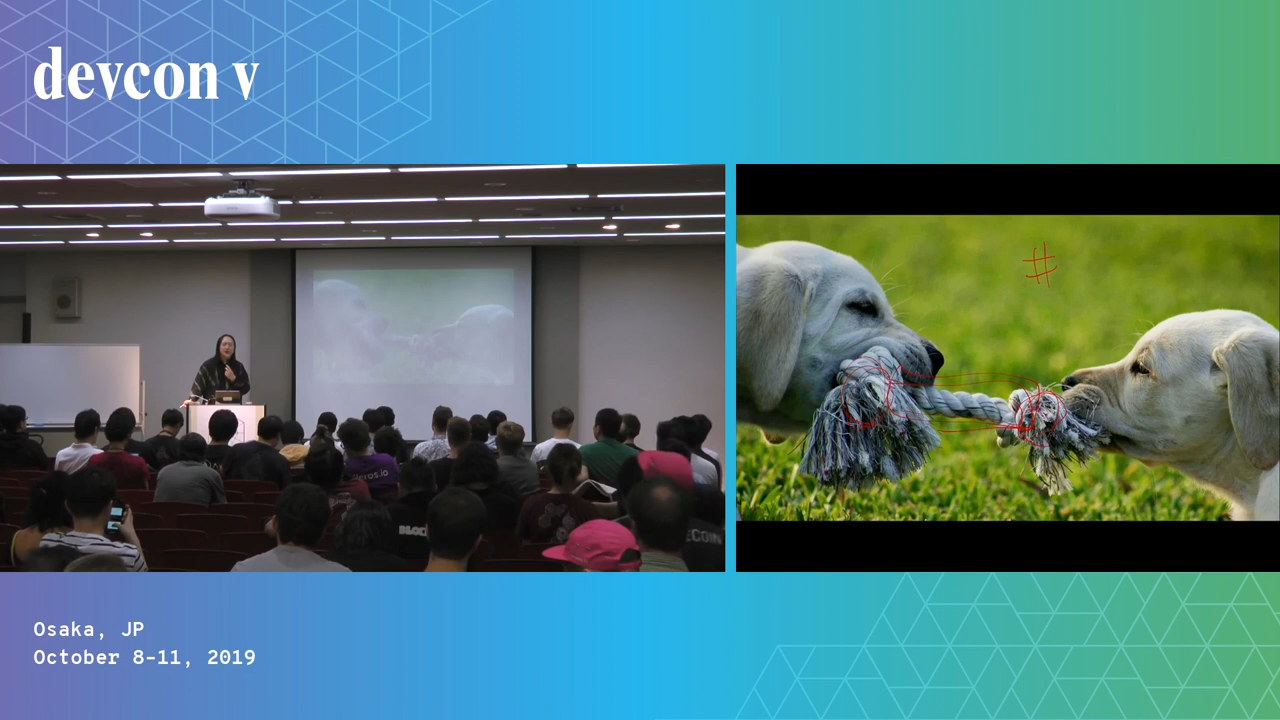 devcon v
#
Osaka, JP
October 8-11, 2019